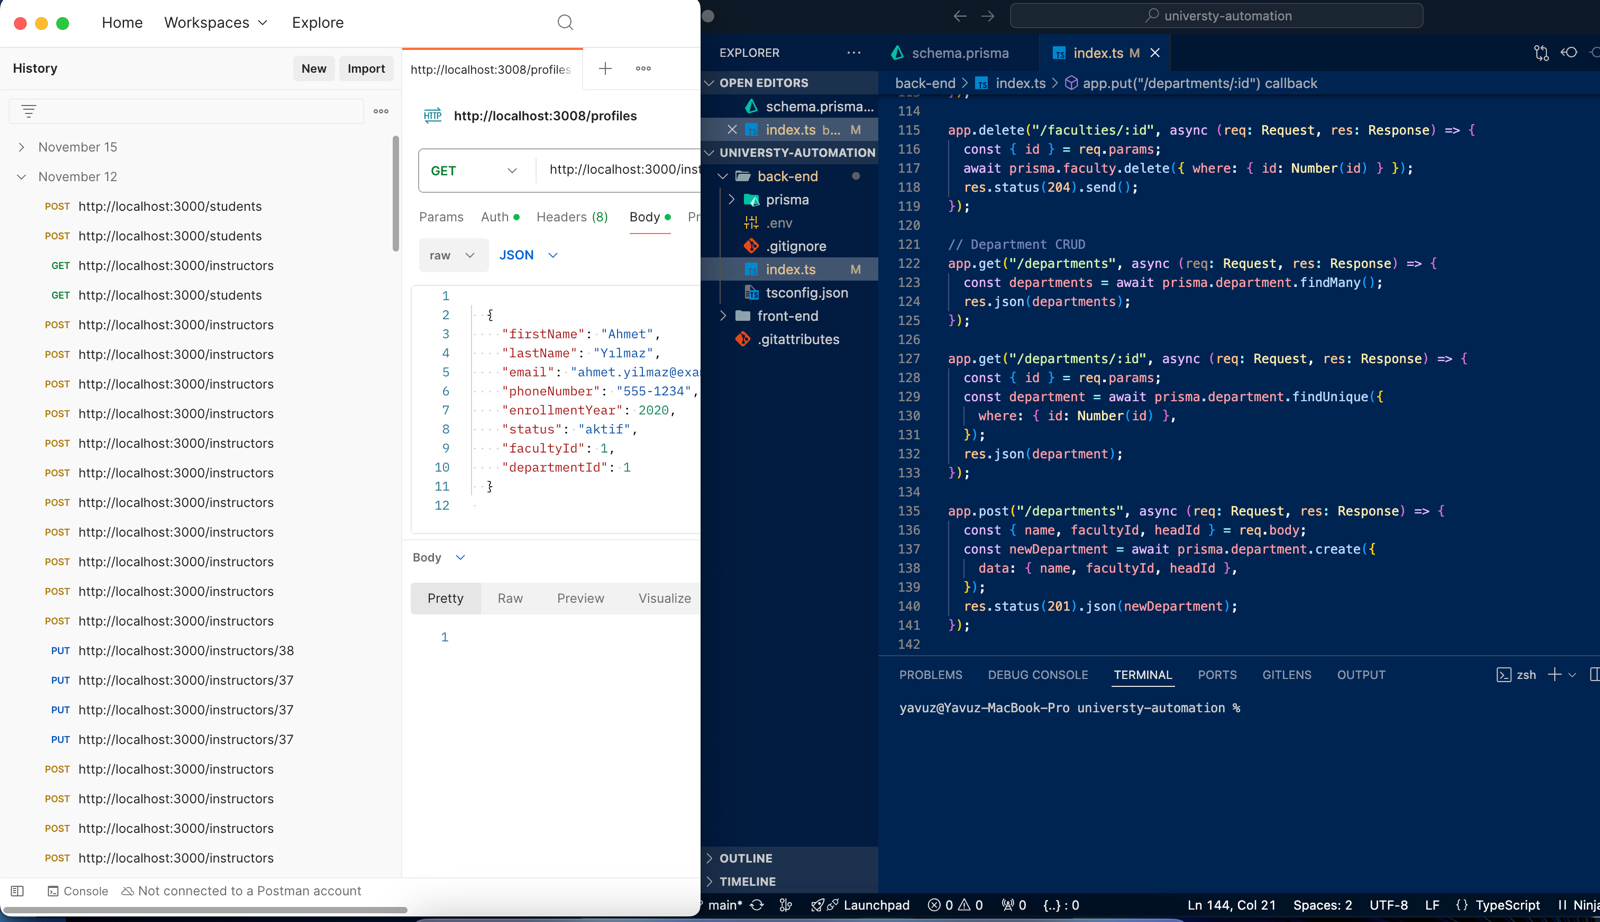 Home Workspaces Explore
History New Import
November 15
November 12
POST http://localhost:3000/students
POST http://localhost:3000/students
GET http://localhost:3000/instructors
GET http://localhost:3000/students
POST http://localhost:3000/instructors
POST http://localhost:3000/instructors
POST http://localhost:3000/instructors
POST http://localhost:3000/instructors
POST http://localhost:3000/instructors
POST http://localhost:3000/instructors
POST http://localhost:3000/instructors
POST http://localhost:3000/instructors
POST http://localhost:3000/instructors
POST http://localhost:3000/instructors
POST http://localhost:3000/instructors
PUT http://localhost:3000/instructors/38
PUT http://localhost:3000/instructors/37
PUT http://localhost:3000/instructors/37
PUT http://localhost:3000/instructors/37
POST http://localhost:3000/instructors
POST http://localhost:3000/instructors
POST http://localhost:3000/instructors
POST http://localhost:3000/instructors
Console Not connected to a Postman account
http://localhost:3008/profiles
HTTP http://localhost:3008/profiles
GET http://localhost:3000/inst
Params Auth Headers (8) Body Pr
raw JSON
1
2 {
3 "firstName": "Ahmet",
4 "lastName": "Yılmaz",
5 "email": "ahmet.yilmaz@exa
6 "phoneNumber": "555-1234",
7 "enrollmentYear": 2020,
8 "status": "aktif",
9 "facultyId": 1,
10 "departmentId": 1
11 }
12
Body
Pretty Raw Preview Visualize
1
universty-automation
EXPLORER
OPEN EDITORS
schema.prisma...
index.ts b... M
UNIVERSTY-AUTOMATION
back-end
prisma
.env
.gitignore
index.ts M
tsconfig.json
front-end
.gitattributes
OUTLINE
TIMELINE
schema.prisma index.ts M
back-end > index.ts > app.put("/departments/:id") callback
113 });
114
115 app.delete("/faculties/:id", async (req: Request, res: Response) => {
116 const { id } = req.params;
117 await prisma.faculty.delete({ where: { id: Number(id) } });
118 res.status(204).send();
119 });
120
121 // Department CRUD
122 app.get("/departments", async (req: Request, res: Response) => {
123 const departments = await prisma.department.findMany();
124 res.json(departments);
125 });
126
127 app.get("/departments/:id", async (req: Request, res: Response) => {
128 const { id } = req.params;
129 const department = await prisma.department.findUnique({
130 where: { id: Number(id) },
131 });
132 res.json(department);
133 });
134
135 app.post("/departments", async (req: Request, res: Response) => {
136 const { name, facultyId, headId } = req.body;
137 const newDepartment = await prisma.department.create({
138 data: { name, facultyId, headId },
139 });
140 res.status(201).json(newDepartment);
141 });
142
PROBLEMS DEBUG CONSOLE TERMINAL PORTS GITLENS OUTPUT zsh
yavuz@Yavuz-MacBook-Pro universty-automation %
main* Launchpad 0 0 0 {..} : 0 Ln 144, Col 21 Spaces: 2 UTF-8 LF {} TypeScript Ninja